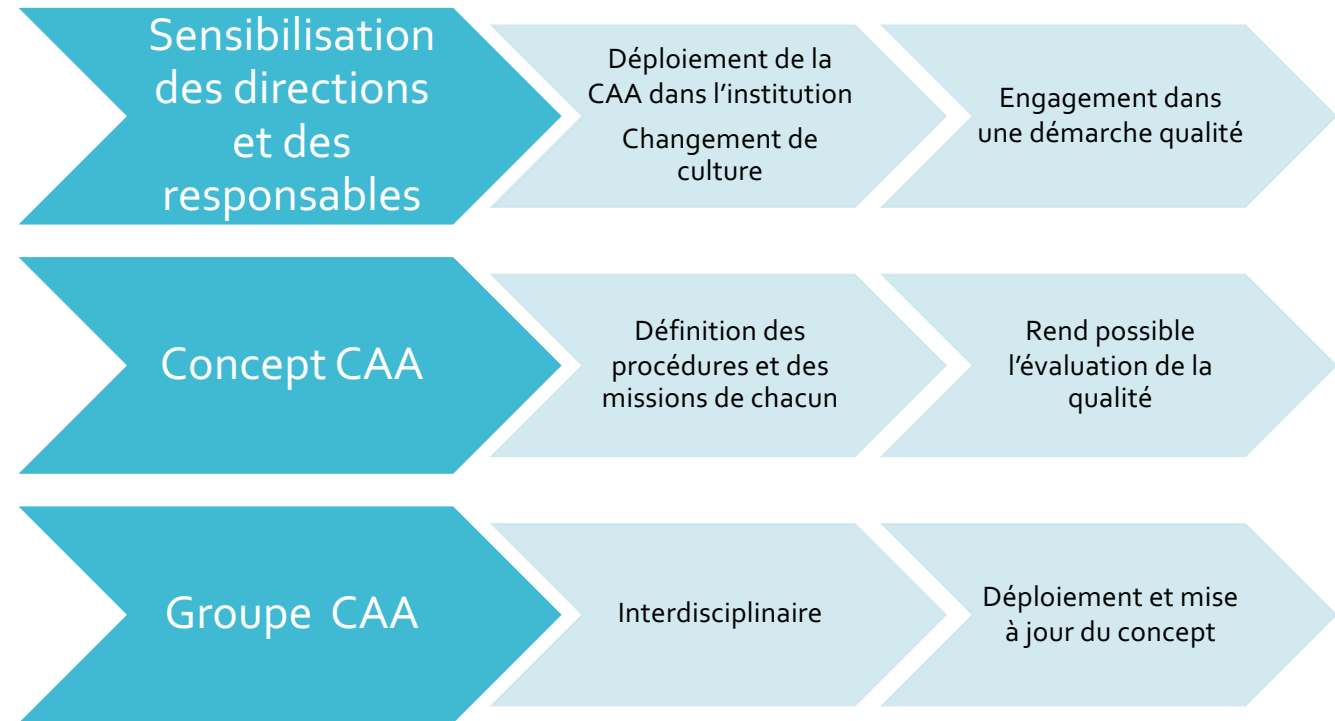 Sensibilisation
des directions
et des
responsables
Déploiement de la
CAA dans l’institution
Changement de
culture
Engagement dans
une démarche qualité
Concept CAA
Définition des
procédures et des
missions de chacun
Rend possible
l’évaluation de la
qualité
Groupe CAA
Interdisciplinaire
Déploiement et mise
à jour du concept